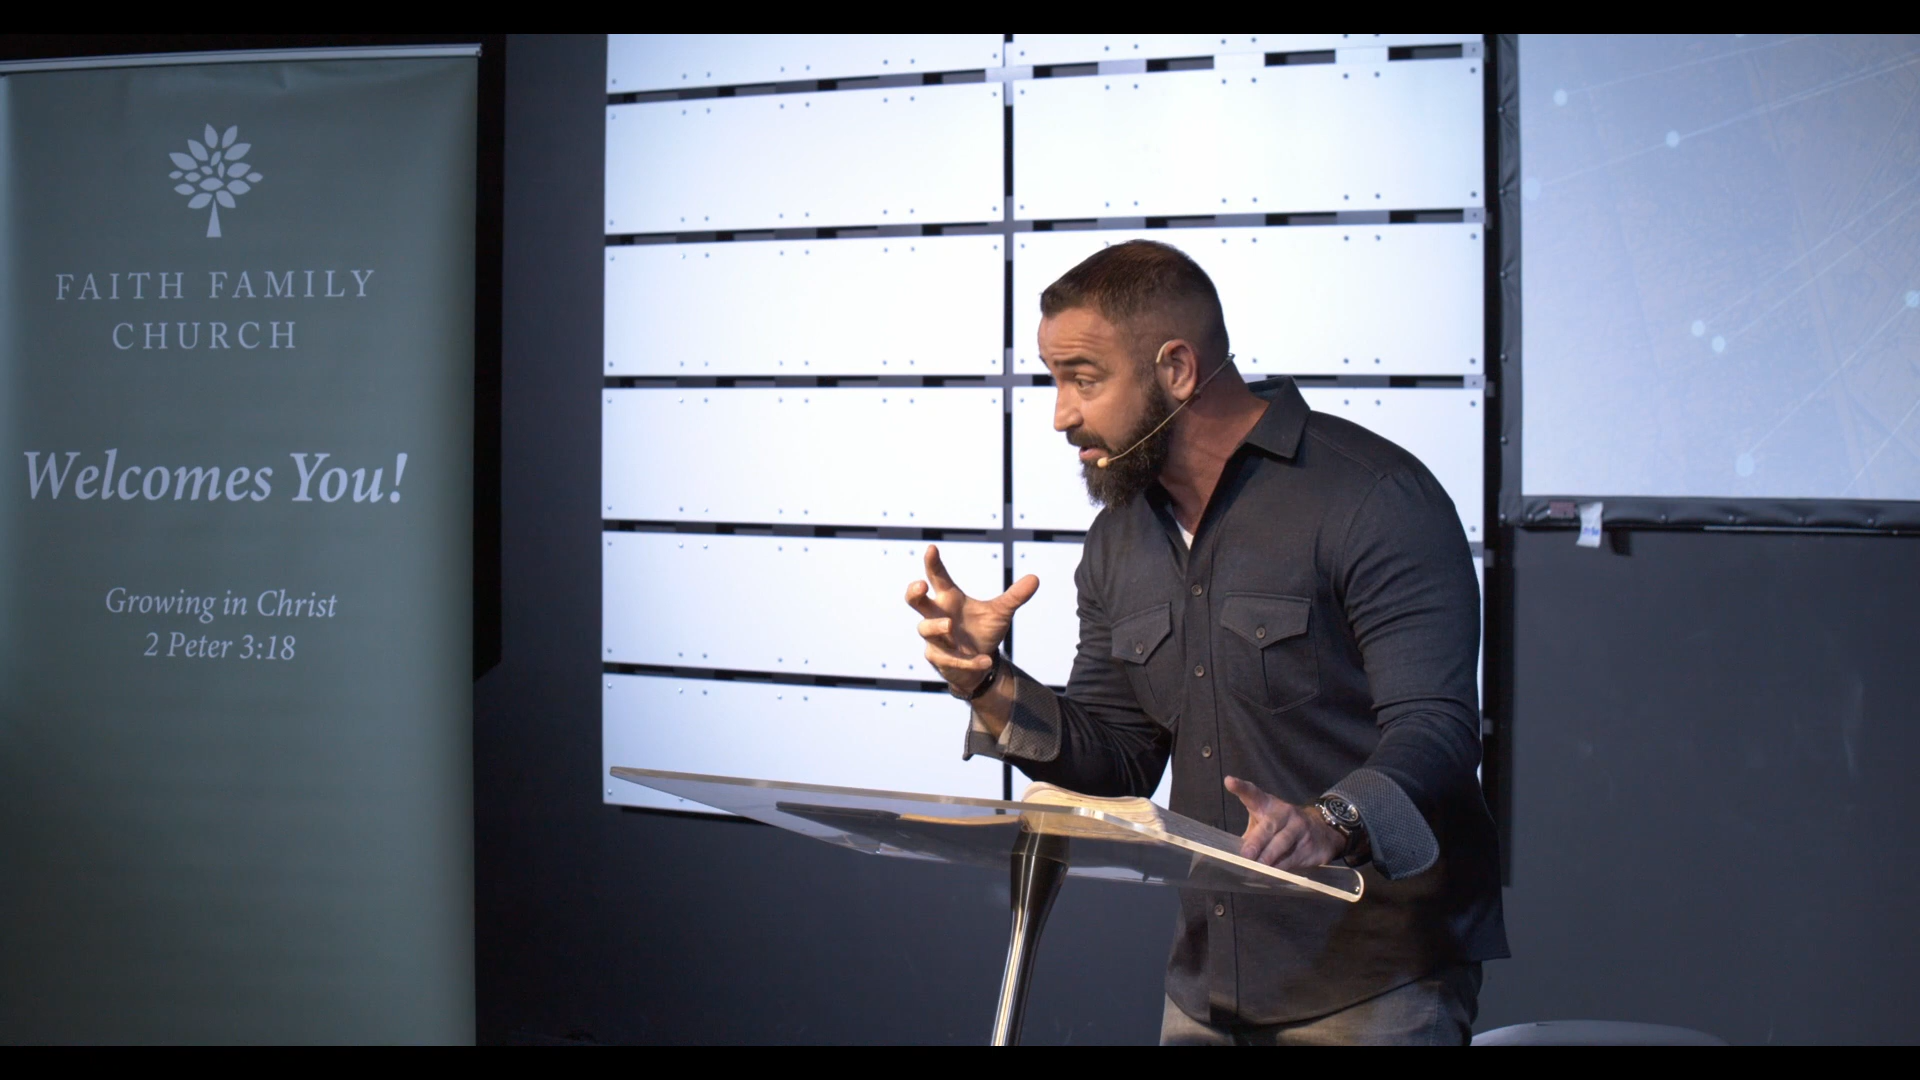 FAITH FAMILY
CHURCH
Welcomes You!
Growing in Christ
2 Peter 3:18